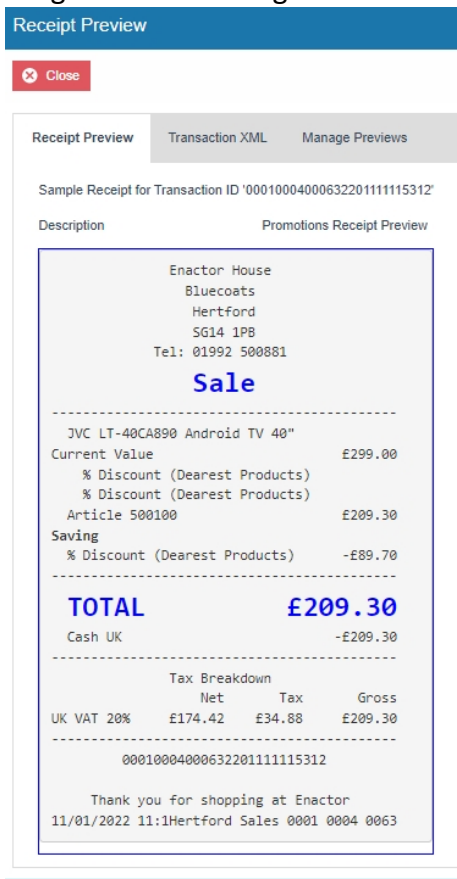 Receipt Preview
Close
Receipt Preview Transaction XML Manage Previews
Sample Receipt for Transaction ID '00010004000632201111115312'
Description Promotions Receipt Preview
Enactor House
Bluecoats
Hertford
SG14 1PB
Tel: 01992 500881
Sale
----------------------------------------
JVC LT-40CA890 Android TV 40"
Current Value £299.00
% Discount (Dearest Products)
% Discount (Dearest Products)
Article 500100 £209.30
Saving
% Discount (Dearest Products) -£89.70
----------------------------------------
TOTAL £209.30
Cash UK -£209.30
----------------------------------------
Tax Breakdown
Net Tax Gross
UK VAT 20% £174.42 £34.88 £209.30
----------------------------------------
00010004000632201111115312
Thank you for shopping at Enactor
11/01/2022 11:1Hertford Sales 0001 0004 0063